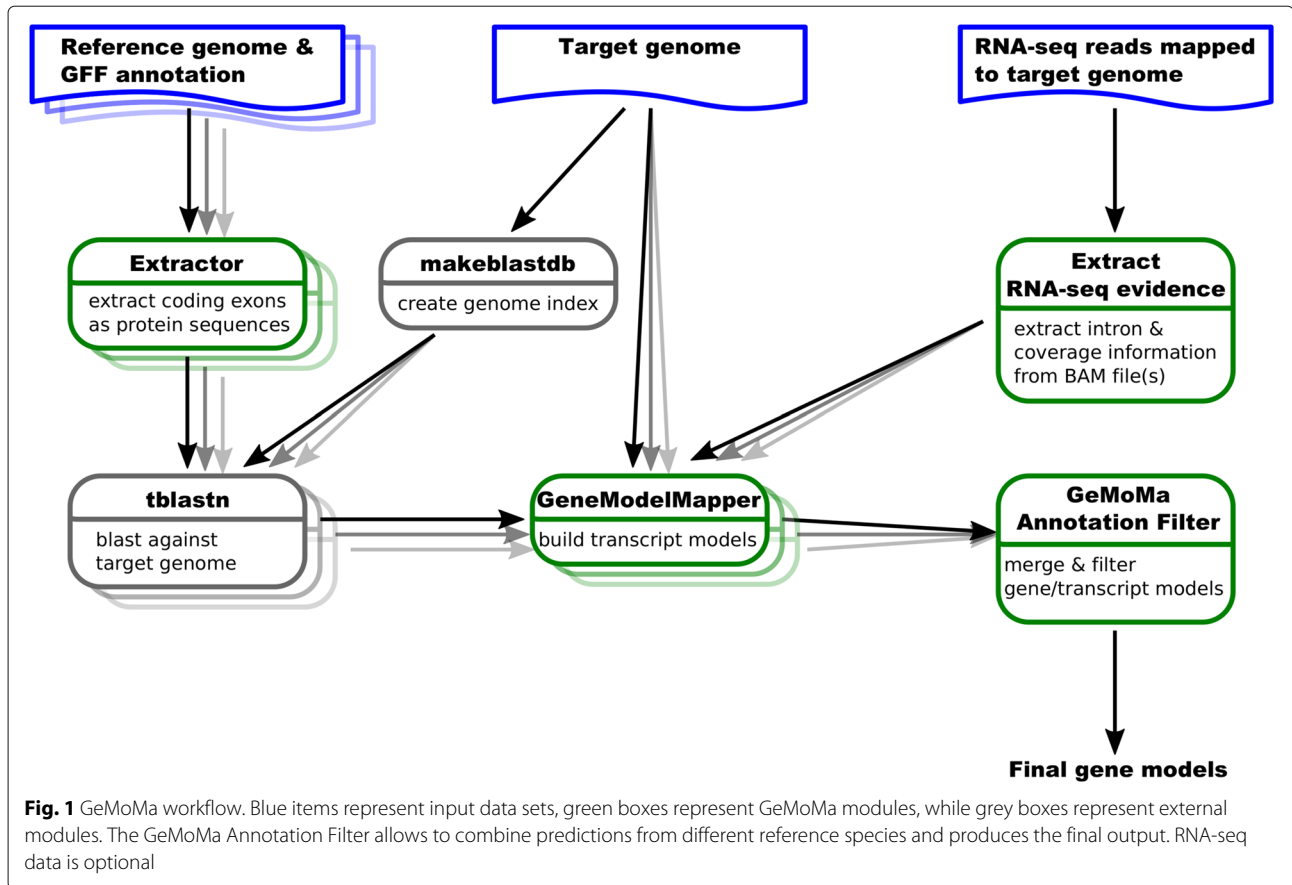 Reference genome &
GFF annotation
Target genome
RNA-seq reads mapped
to target genome
Extractor
extract coding exons
as protein sequences
makeblastdb
create genome index
Extract
RNA-seq evidence
extract intron &
coverage information
from BAM file(s)
tblastn
blast against
target genome
GeneModelMapper
build transcript models
GeMoMa
Annotation Filter
merge & filter
gene/transcript models
Final gene models
Fig. 1 GeMoMa workflow. Blue items represent input data sets, green boxes represent GeMoMa modules, while grey boxes represent external
modules. The GeMoMa Annotation Filter allows to combine predictions from different reference species and produces the final output. RNA-seq
data is optional